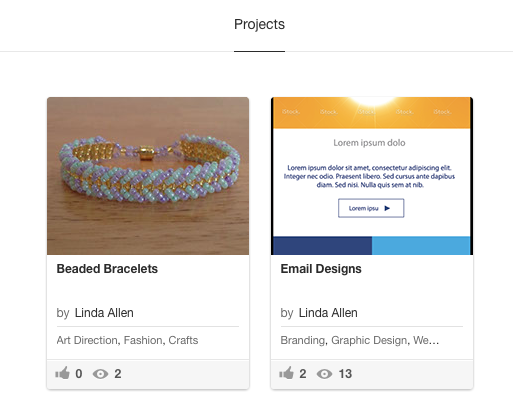 Projects
Lorem ipsum dolo
Lorem ipsum dolor sit amet, consectetur adipiscing elit.
Integer nec odio. Praesent libero. Sed cursus ante dapibus
diam. Sed nisi. Nulla quis sem at nib.
Lorem ipsu
Beaded Bracelets
by Linda Allen
Art Direction, Fashion, Crafts
0 2
Email Designs
by Linda Allen
Branding, Graphic Design, We...
2 13